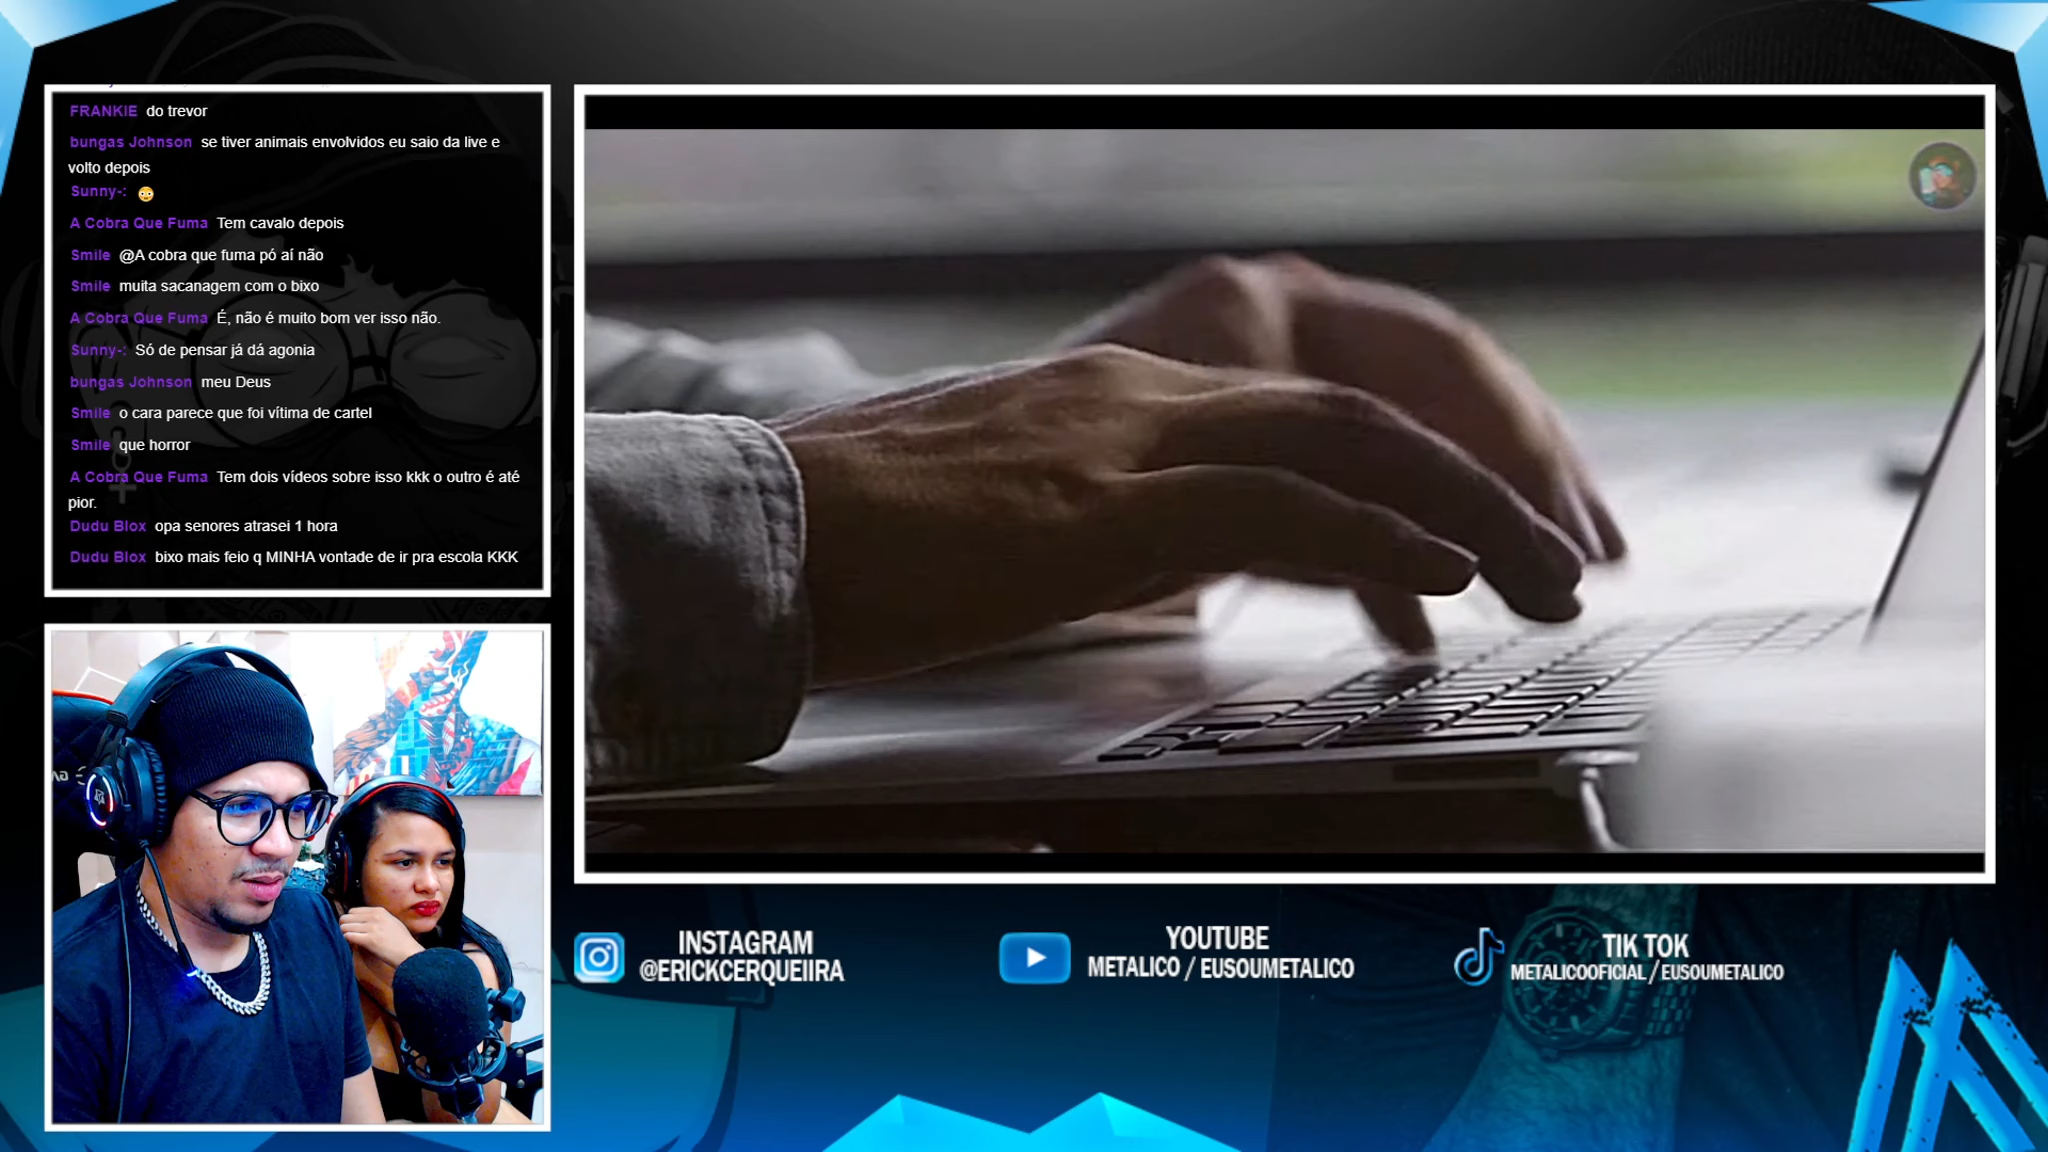 FRANKIE do trevor
bungas Johnson se tiver animais envolvidos eu saio da live e
volto depois
Sunny-: 😳
A Cobra Que Fuma Tem cavalo depois
Smile @A cobra que fuma pó aí não
Smile muita sacanagem com o bixo
A Cobra Que Fuma É, não é muito bom ver isso não.
Sunny-: Só de pensar já dá agonia
bungas Johnson meu Deus
Smile o cara parece que foi vítima de cartel
Smile que horror
A Cobra Que Fuma Tem dois vídeos sobre isso kkk o outro é até
pior.
Dudu Blox opa senores atrasei 1 hora
Dudu Blox bixo mais feio q MINHA vontade de ir pra escola KKK
INSTAGRAM
@ERICKCERQUEIIRA
YOUTUBE
METALICO / EUSOUMETALICO
TIK TOK
METALICOOFICIAL / EUSOUMETALICO